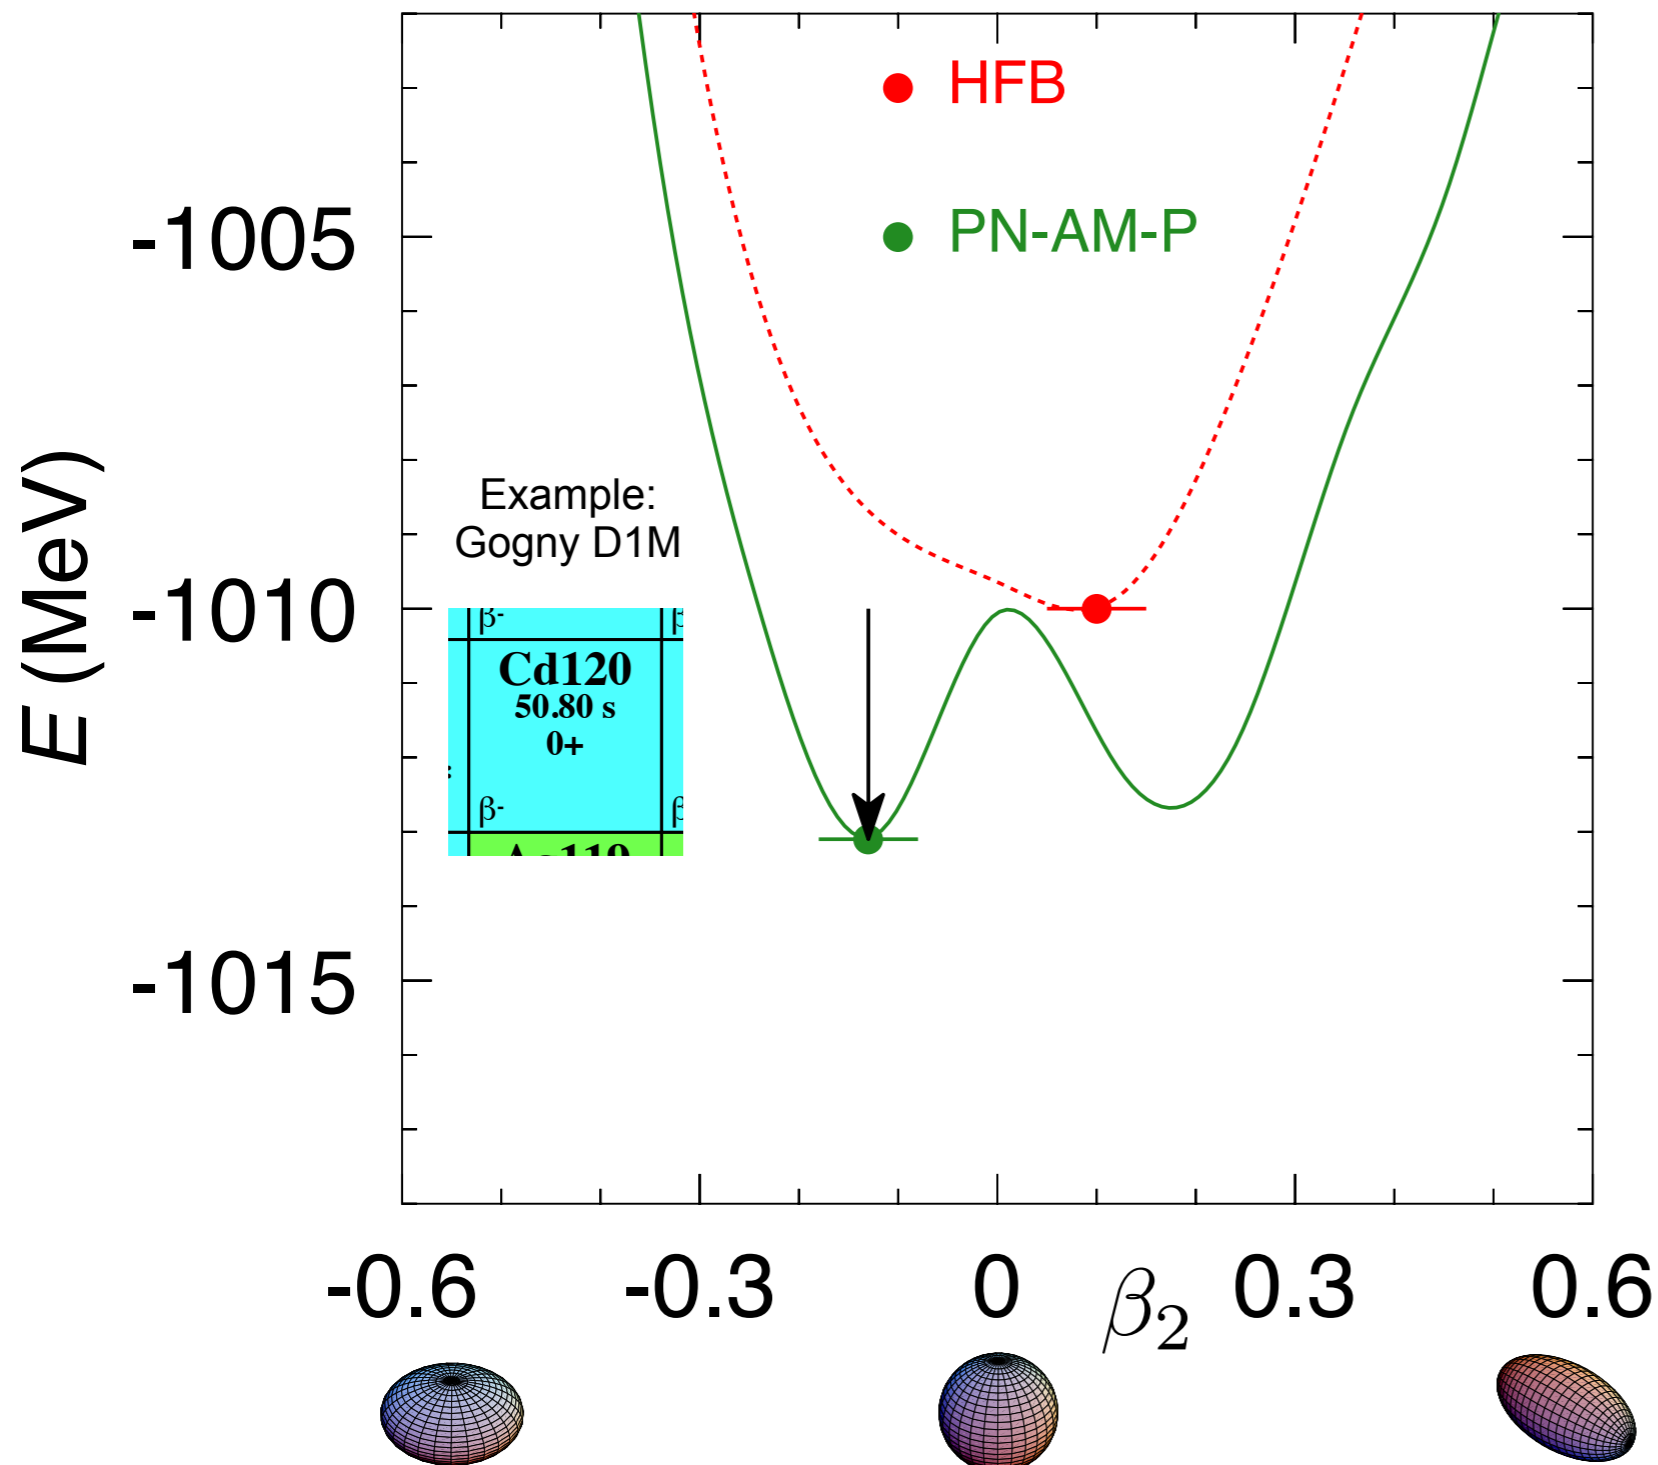 HFB
PN-AM-P
-1005
-1010
-1015
E (MeV)
Example:
Gogny D1M
β-
Cd120
50.80 s
0+
β-
-0.6
-0.3
0
0.3
0.6
β2